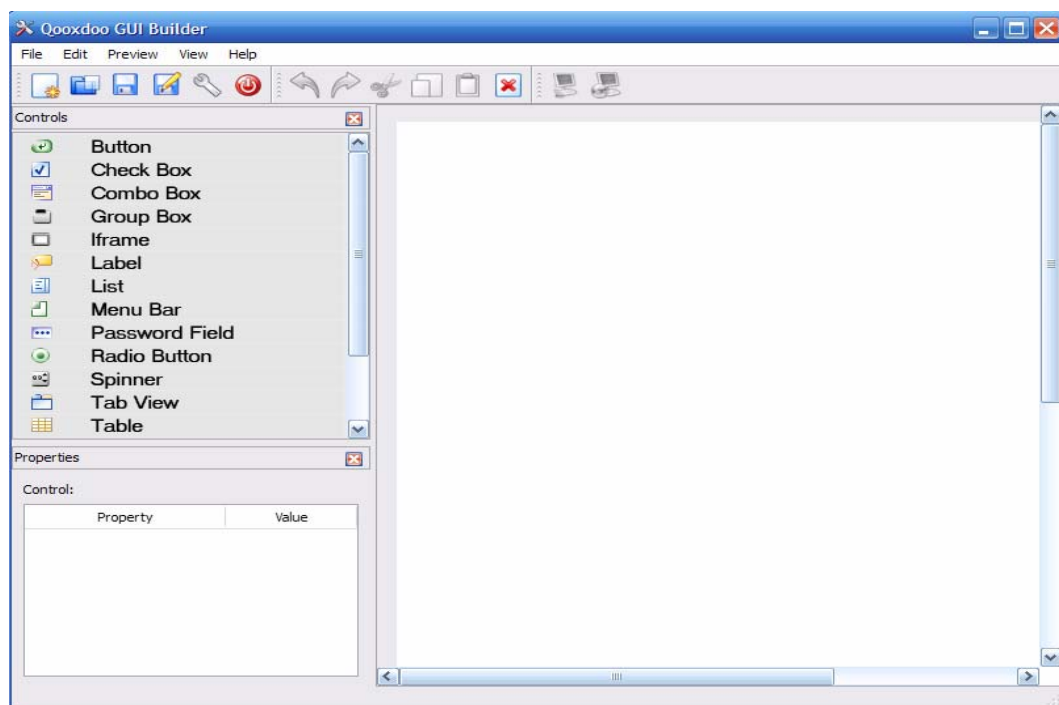 Qooxdoo GUI Builder
File Edit Preview View Help
Controls
Button
Check Box
Combo Box
Group Box
Iframe
Label
List
Menu Bar
Password Field
Radio Button
Spinner
Tab View
Table
Properties
Control:
Property Value